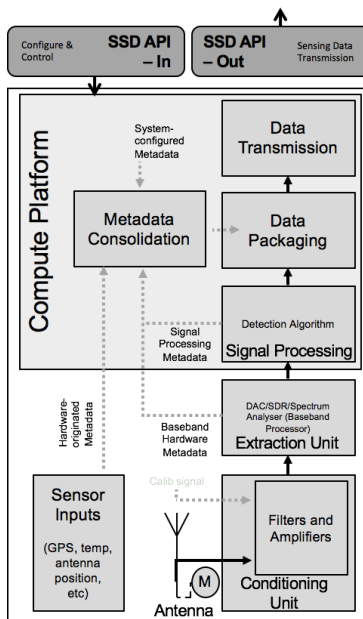 Configure &
Control
SSD API
– In
SSD API
– Out
Sensing Data
Transmission
Compute Platform
System-
configured
Metadata
Data
Transmission
Metadata
Consolidation
Data
Packaging
Signal
Processing
Metadata
Detection Algorithm
Signal Processing
Hardware-
originated
Metadata
Baseband
Hardware
Metadata
DAC/SDR/Spectrum
Analyser (Baseband
Processor)
Extraction Unit
Sensor
Inputs
(GPS, temp,
antenna
position,
etc)
Calib signal
Filters and
Amplifiers
M
Antenna
Conditioning
Unit